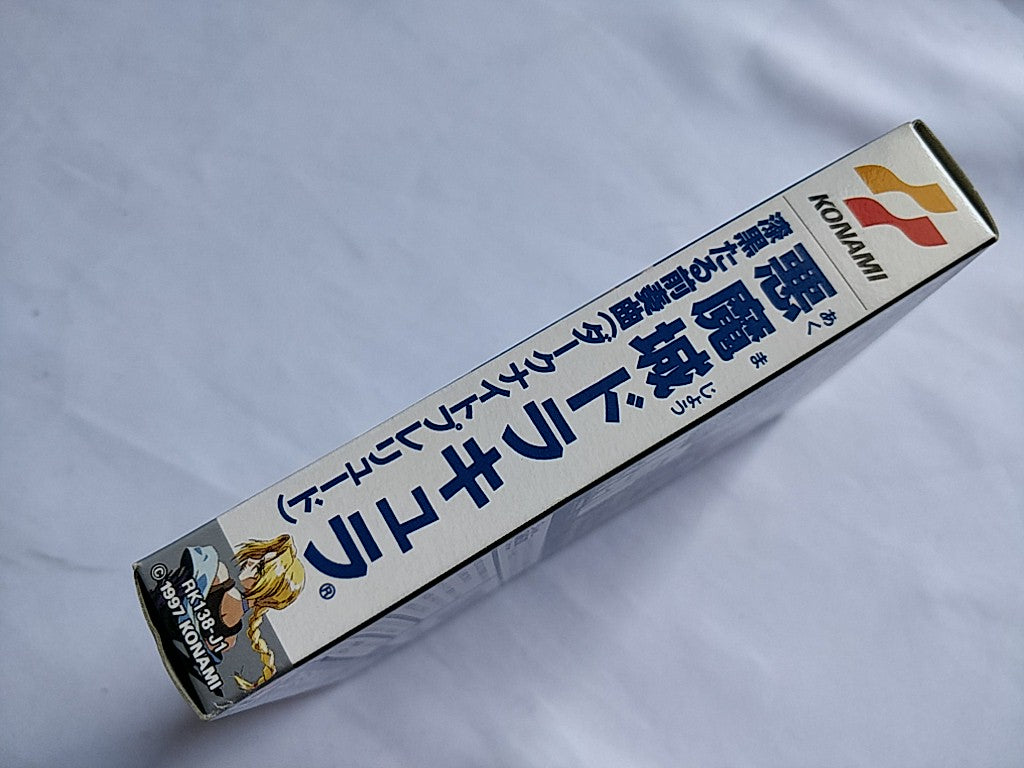 KONAMI
悪魔城ドラキュラ®
あく ま じょう
漆黒たる前奏曲(ダークナイトプレリュード)
RK138-J1
© 1997 KONAMI